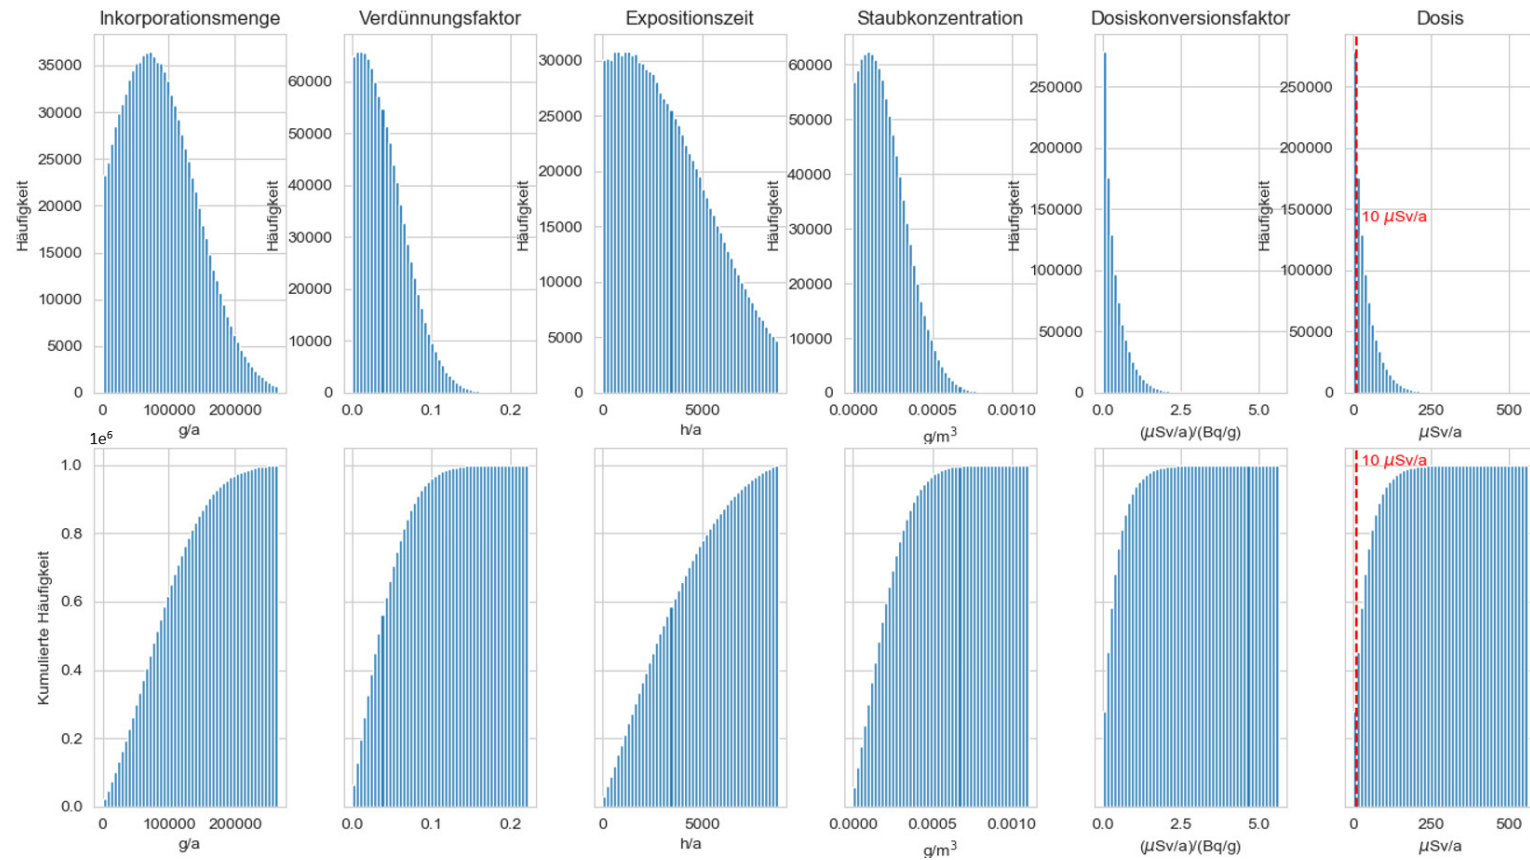 Inkorporationsmenge
Verdünnungsfaktor
Expositionszeit
Staubkonzentration
Dosiskonversionsfaktor
Dosis
Häufigkeit
35000
30000
25000
20000
15000
10000
5000
0
0 100000 200000
g/a
Häufigkeit
60000
50000
40000
30000
20000
10000
0
0.0 0.1 0.2
Häufigkeit
30000
25000
20000
15000
10000
5000
0
0 5000
h/a
Häufigkeit
60000
50000
40000
30000
20000
10000
0
0.0000 0.0005 0.0010
g/m³
Häufigkeit
250000
200000
150000
100000
50000
0
0.0 2.5 5.0
(μSv/a)/(Bq/g)
Häufigkeit
250000
200000
150000
100000
50000
0
10 μSv/a
0 250 500
μSv/a
1e⁶
Kumulierte Häufigkeit
1.0
0.8
0.6
0.4
0.2
0.0
0 100000 200000
g/a
0.0 0.1 0.2
0 5000
h/a
0.0000 0.0005 0.0010
g/m³
0.0 2.5 5.0
(μSv/a)/(Bq/g)
10 μSv/a
0 250 500
μSv/a